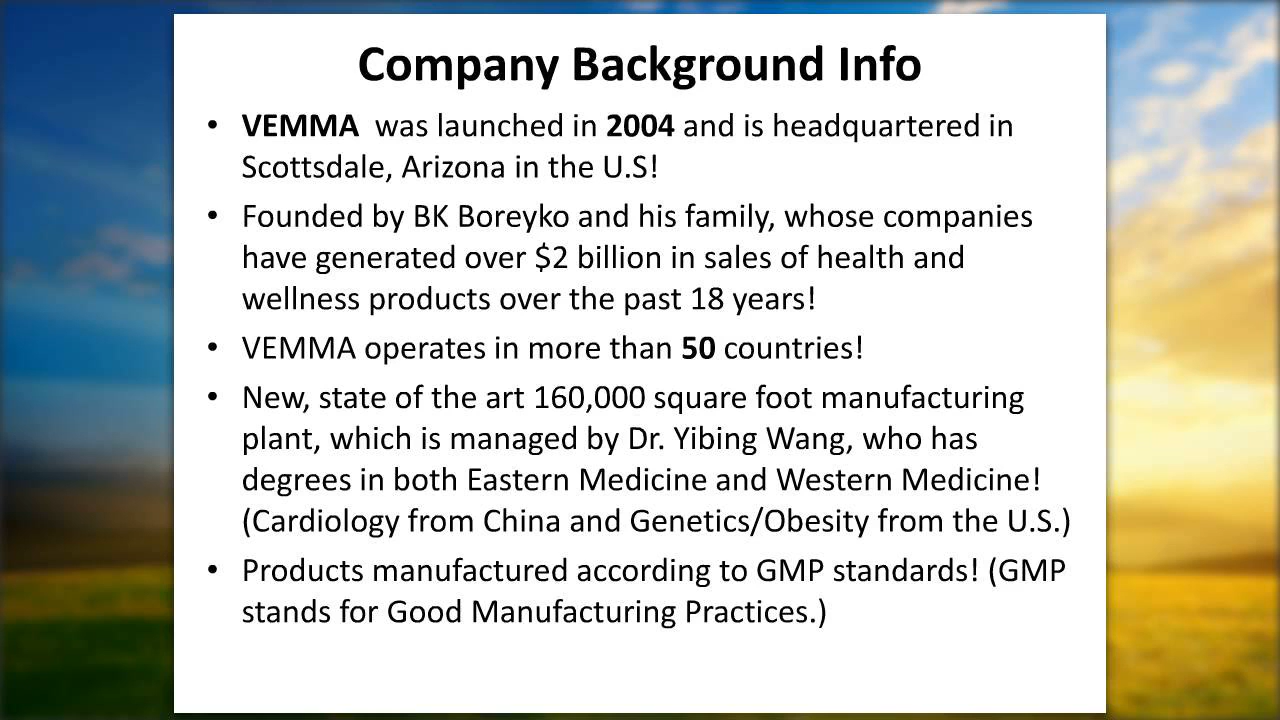 Company Background Info
• VEMMA was launched in 2004 and is headquartered in
Scottsdale, Arizona in the U.S!
• Founded by BK Boreyko and his family, whose companies
have generated over $2 billion in sales of health and
wellness products over the past 18 years!
• VEMMA operates in more than 50 countries!
• New, state of the art 160,000 square foot manufacturing
plant, which is managed by Dr. Yibing Wang, who has
degrees in both Eastern Medicine and Western Medicine!
(Cardiology from China and Genetics/Obesity from the U.S.)
• Products manufactured according to GMP standards! (GMP
stands for Good Manufacturing Practices.)